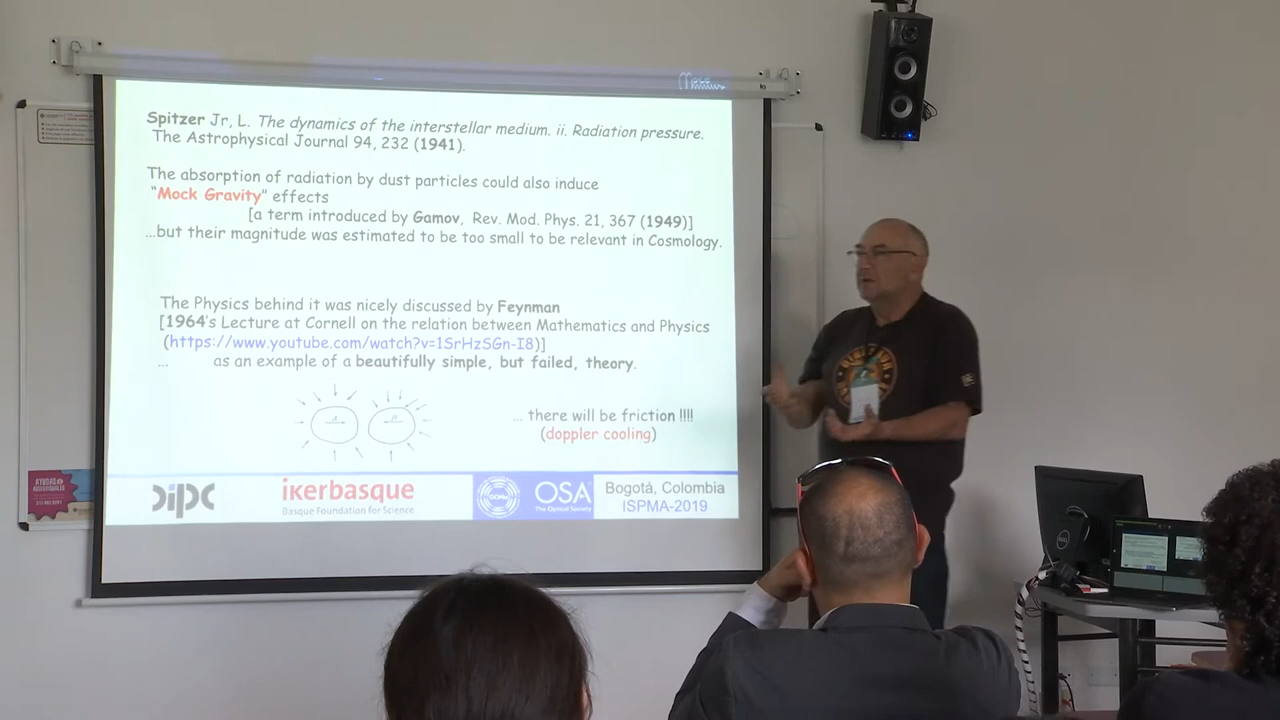 Spitzer Jr, L. The dynamics of the interstellar medium. ii. Radiation pressure.
The Astrophysical Journal 94, 232 (1941).
The absorption of radiation by dust particles could also induce
“Mock Gravity” effects
[a term introduced by Gamov, Rev. Mod. Phys. 21, 367 (1949)]
…but their magnitude was estimated to be too small to be relevant in Cosmology.
The Physics behind it was nicely discussed by Feynman
[1964's Lecture at Cornell on the relation between Mathematics and Physics
(https://www.youtube.com/watch?v=1SrHzSGn-I8)]
… as an example of a beautifully simple, but failed, theory.
… there will be friction !!!!
(doppler cooling)
dipc
ikerbasque
Basque Foundation for Science
OSA
The Optical Society
Bogotá, Colombia
ISPMA-2019
AYUDAS
AUDIOVISUALES
DELL